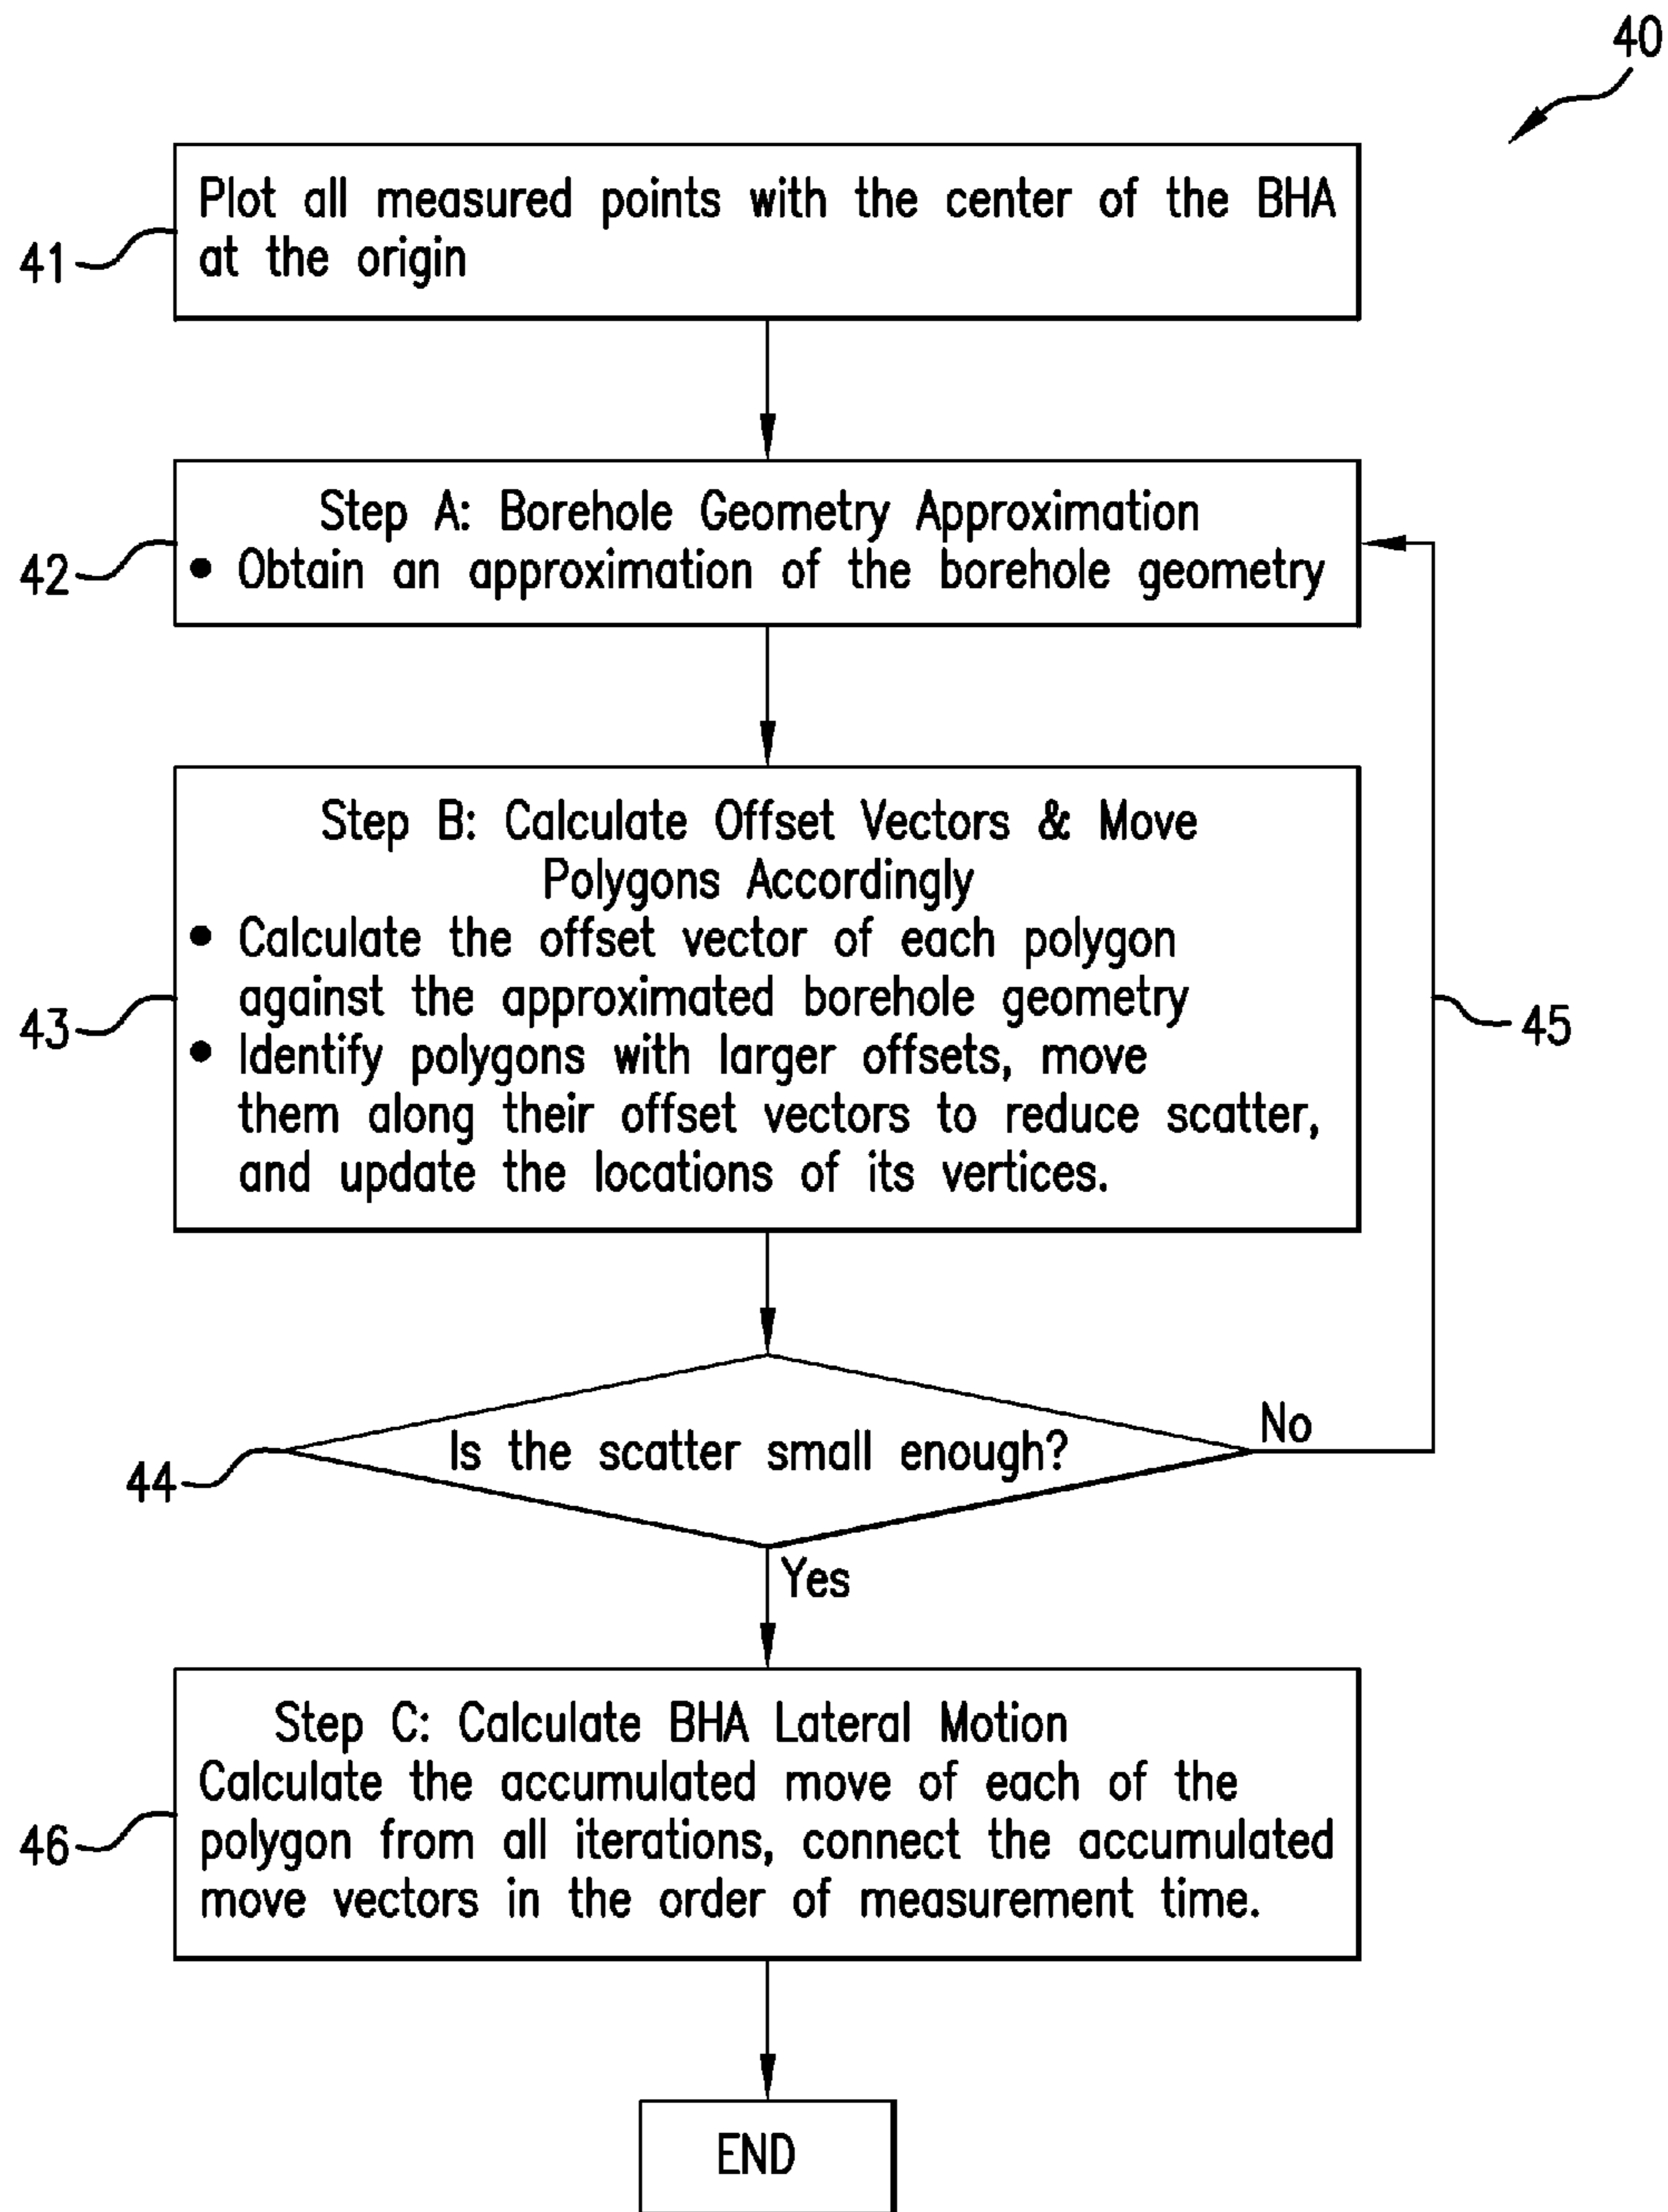 40
Plot all measured points with the center of the BHA
at the origin
41
Step A: Borehole Geometry Approximation
• Obtain an approximation of the borehole geometry
42
Step B: Calculate Offset Vectors & Move
Polygons Accordingly
• Calculate the offset vector of each polygon
against the approximated borehole geometry
• Identify polygons with larger offsets, move
them along their offset vectors to reduce scatter,
and update the locations of its vertices.
43
45
Is the scatter small enough?
No
44
Yes
Step C: Calculate BHA Lateral Motion
Calculate the accumulated move of each of the
polygon from all iterations, connect the accumulated
move vectors in the order of measurement time.
46
END